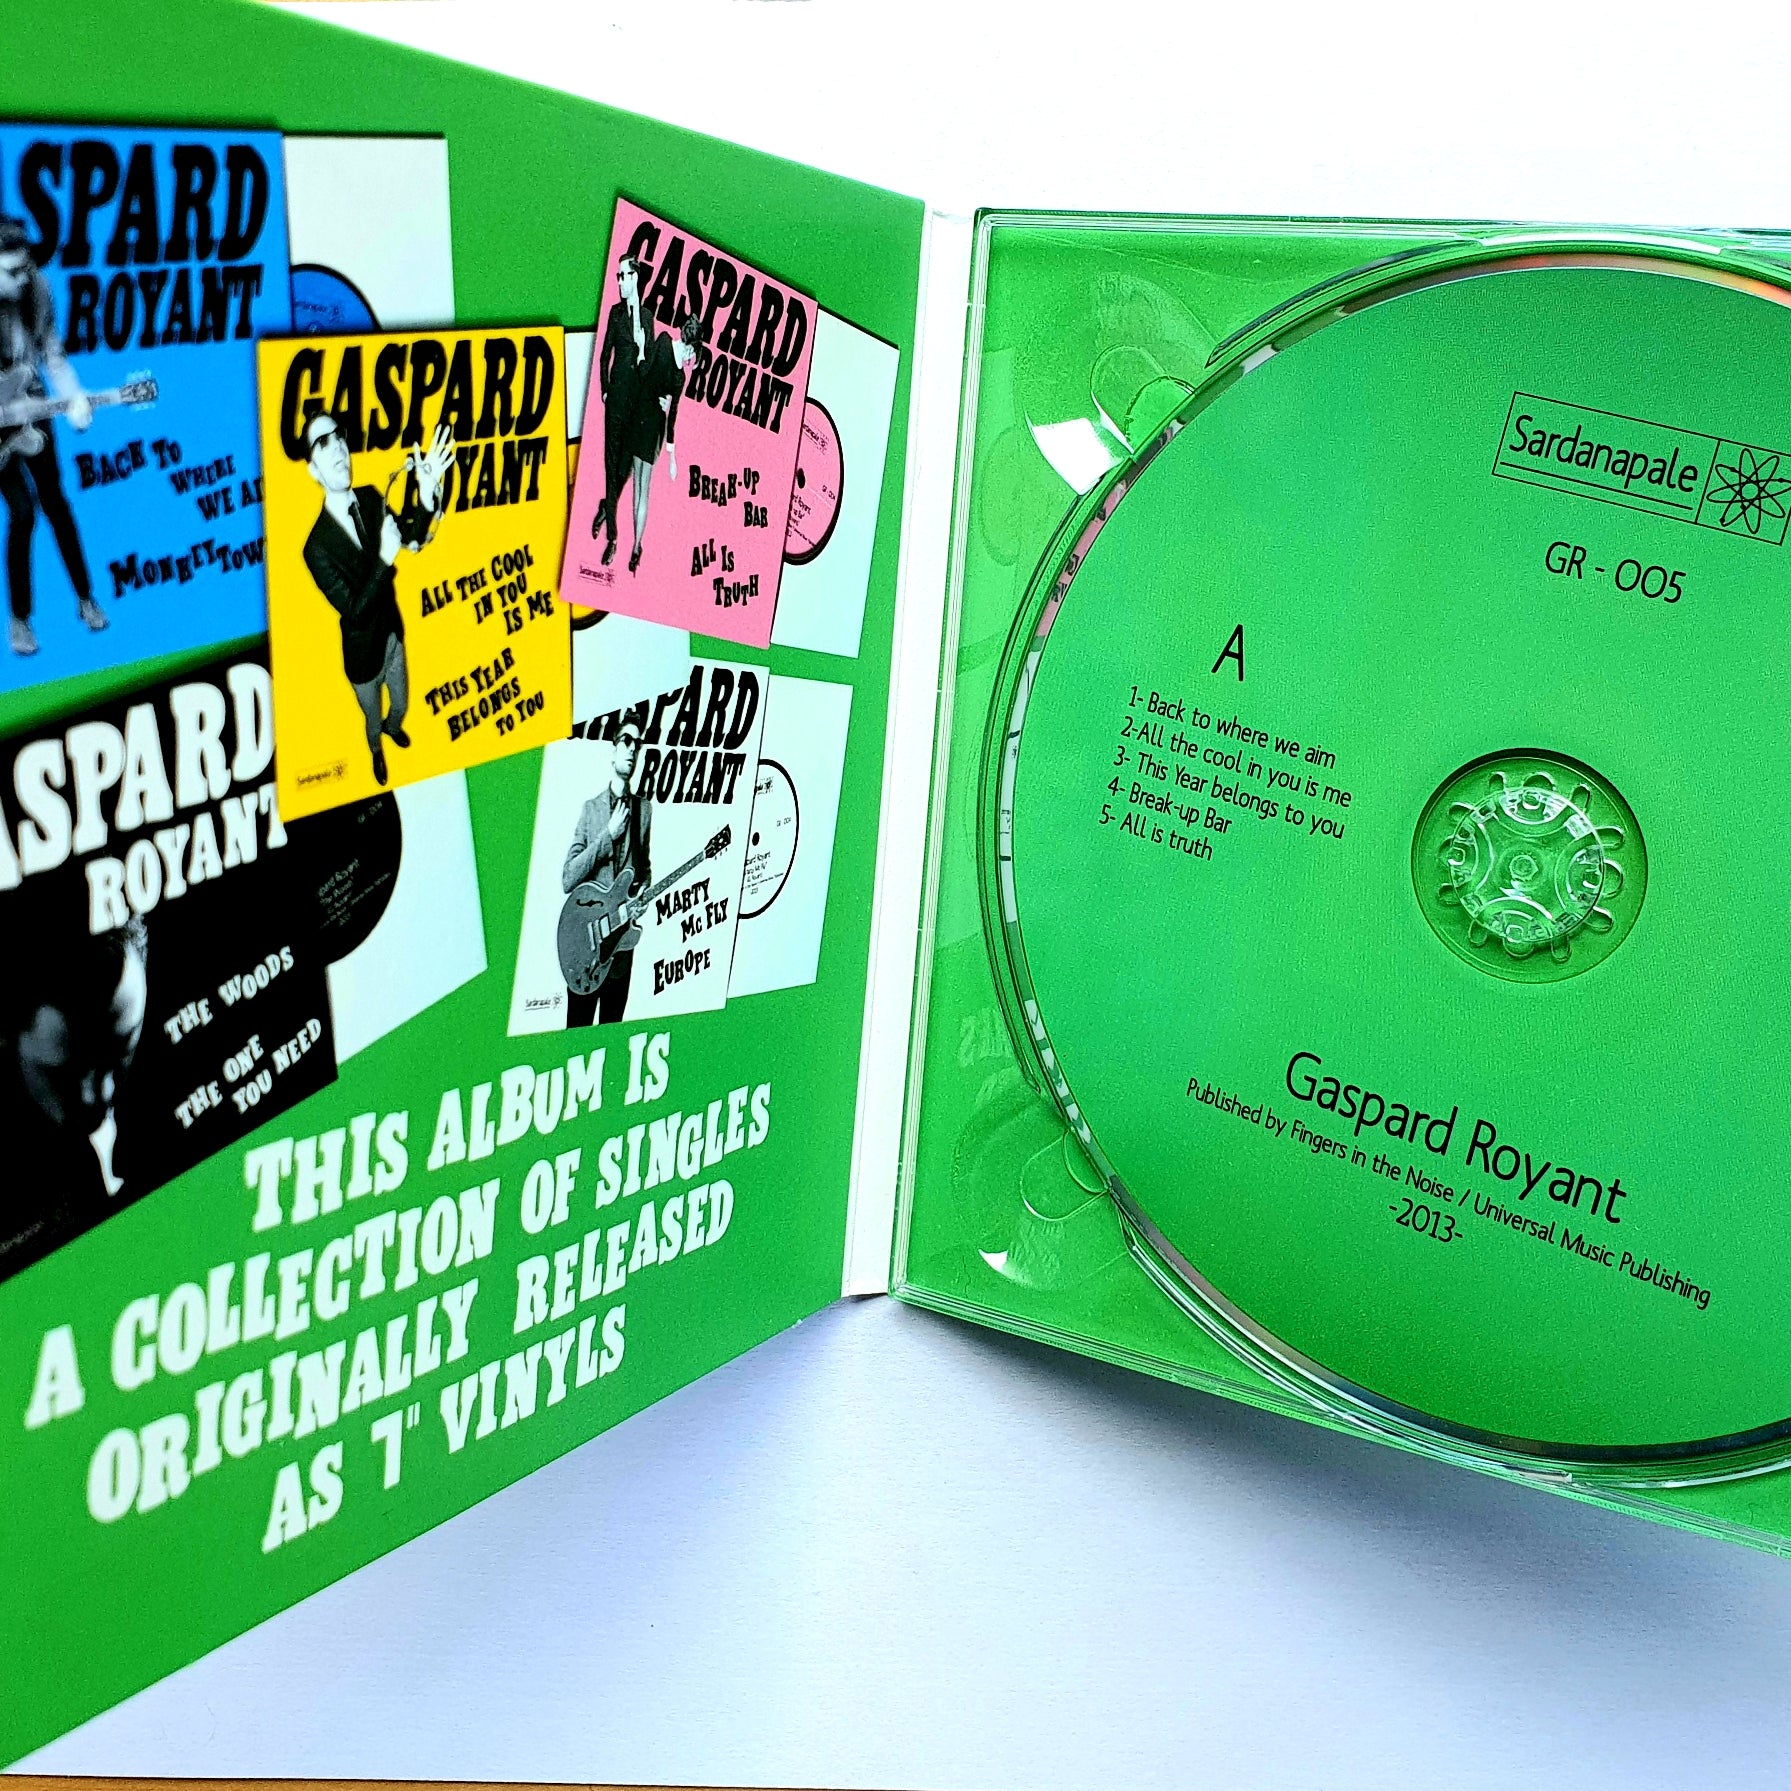 ASPARD
ROYANT
BACK TO
WHERE
WE AI
MONKEY TOW
GASPARD
ROYANT
ALL THE COOL
IN YOU
IS ME
THIS YEAR
BELONGS
TO YOU
Sardanapale
GASPARD
ROYANT
BREAK-UP
BAR
ALL IS
TRUTH
Sardanapale
ASPARD
ROYANT
THE WOODS
THE ONE
YOU NEED
GASPARD
ROYANT
MARTY
MC FLY
EUROPE
Sardanapale
THIS ALBUM IS
A COLLECTION OF SINGLES
ORIGINALLY RELEASED
AS 7" VINYLS
Sardanapale
GR - 005
A
1- Back to where we aim
2-All the cool in you is me
3- This Year belongs to you
4- Break-up Bar
5- All is truth
Gaspard Royant
Published by Fingers in the Noise / Universal Music Publishing
-2013-